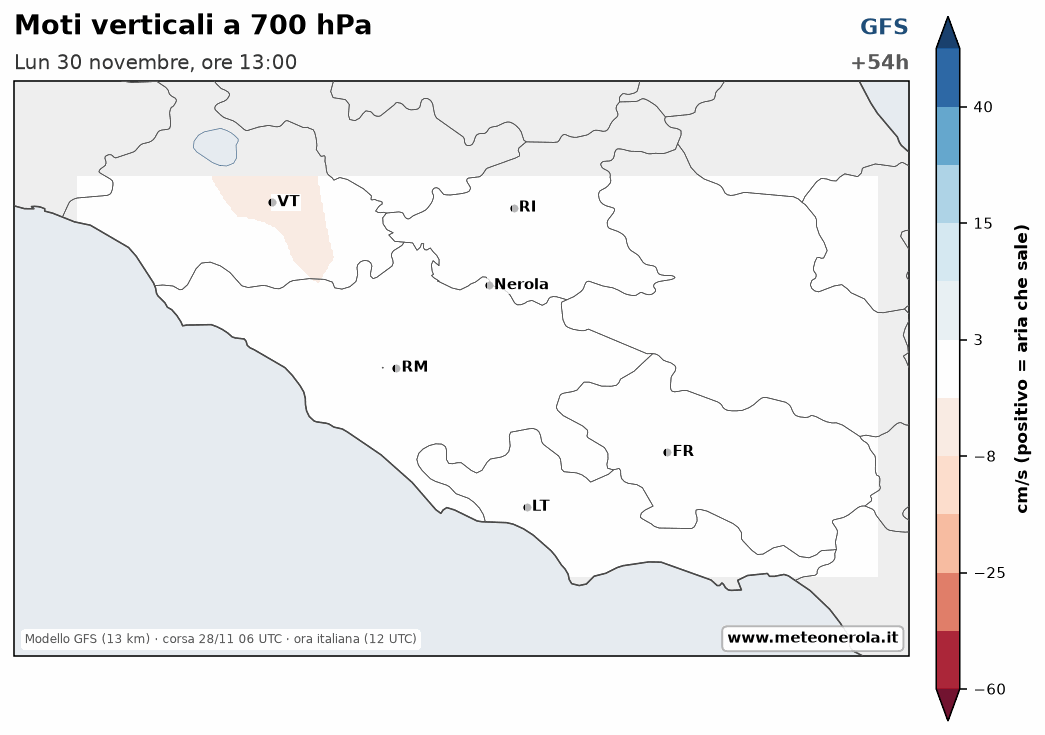 Moti verticali a 700 hPa
GFS
Lun 30 novembre, ore 13:00
+54h
VT
RI
Nerola
RM
FR
LT
40
15
3
−8
−25
−60
cm/s (positivo = aria che sale)
Modello GFS (13 km) · corsa 28/11 06 UTC · ora italiana (12 UTC)
www.meteonerola.it